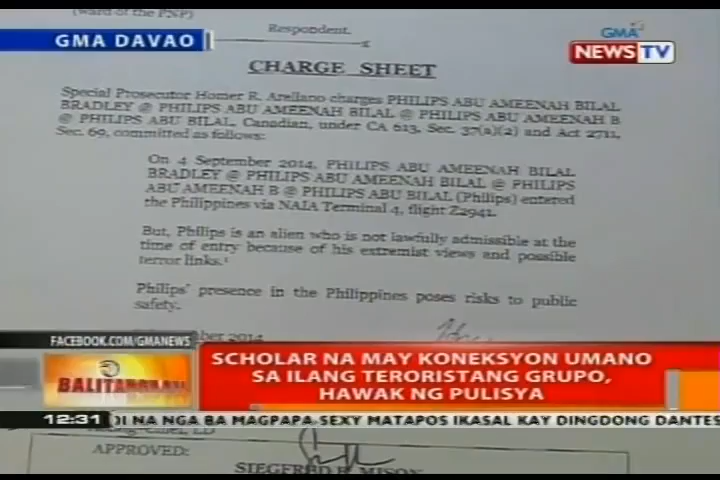 (ward of the PNP)
Respondent.
GMA DAVAO
GMA
NEWS TV
CHARGE SHEET
Special Prosecutor Homer R. Arellano charges PHILIPS ABU AMEENAH BILAL
BRADLEY @ PHILIPS ABU AMEENAH BILAL @ PHILIPS ABU AMEENAH B
@ PHILIPS ABU BILAL, Canadian, under CA 613, Sec. 37(a)(2) and Act 2711,
Sec. 69, committed as follows:
On 4 September 2014, PHILIPS ABU AMEENAH BILAL
BRADLEY @ PHILIPS ABU AMEENAH BILAL @ PHILIPS
ABU AMEENAH B @ PHILIPS ABU BILAL (Philips) entered
the Philippines via NAIA Terminal 4, flight Z2941.
But, Philips is an alien who is not lawfully admissible at the
time of entry because of his extremist views and possible
terror links.¹
Philips' presence in the Philippines poses risks to public
safety.
2014
FACEBOOK.COM/GMANEWS
BALITANGHALI
SCHOLAR NA MAY KONEKSYON UMANO
SA ILANG TERORISTANG GRUPO,
HAWAK NG PULISYA
12:31
DI NA NGA BA MAGPAPA-SEXY MATAPOS IKASAL KAY DINGDONG DANTES
APPROVED:
SIEGFRED B. MISON